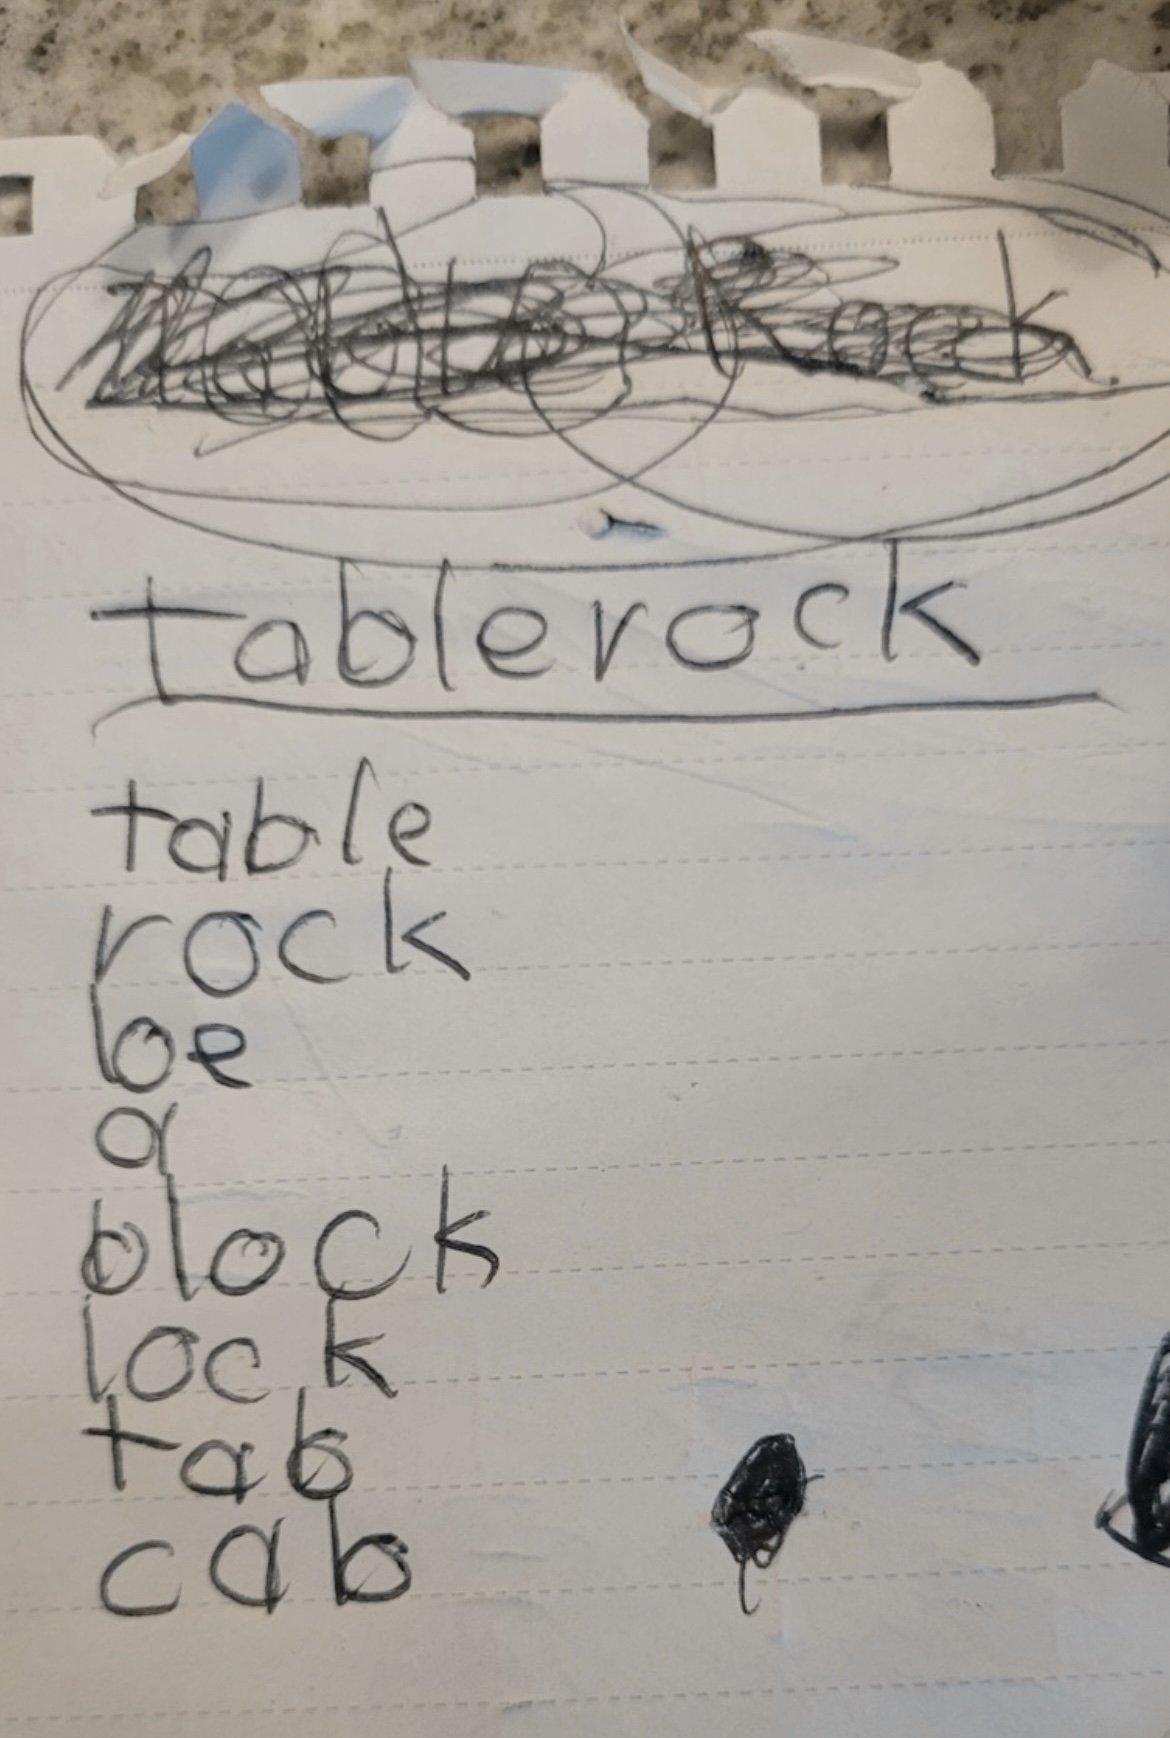 tablerock
table
rock
be
a
block
lock
tab
cab